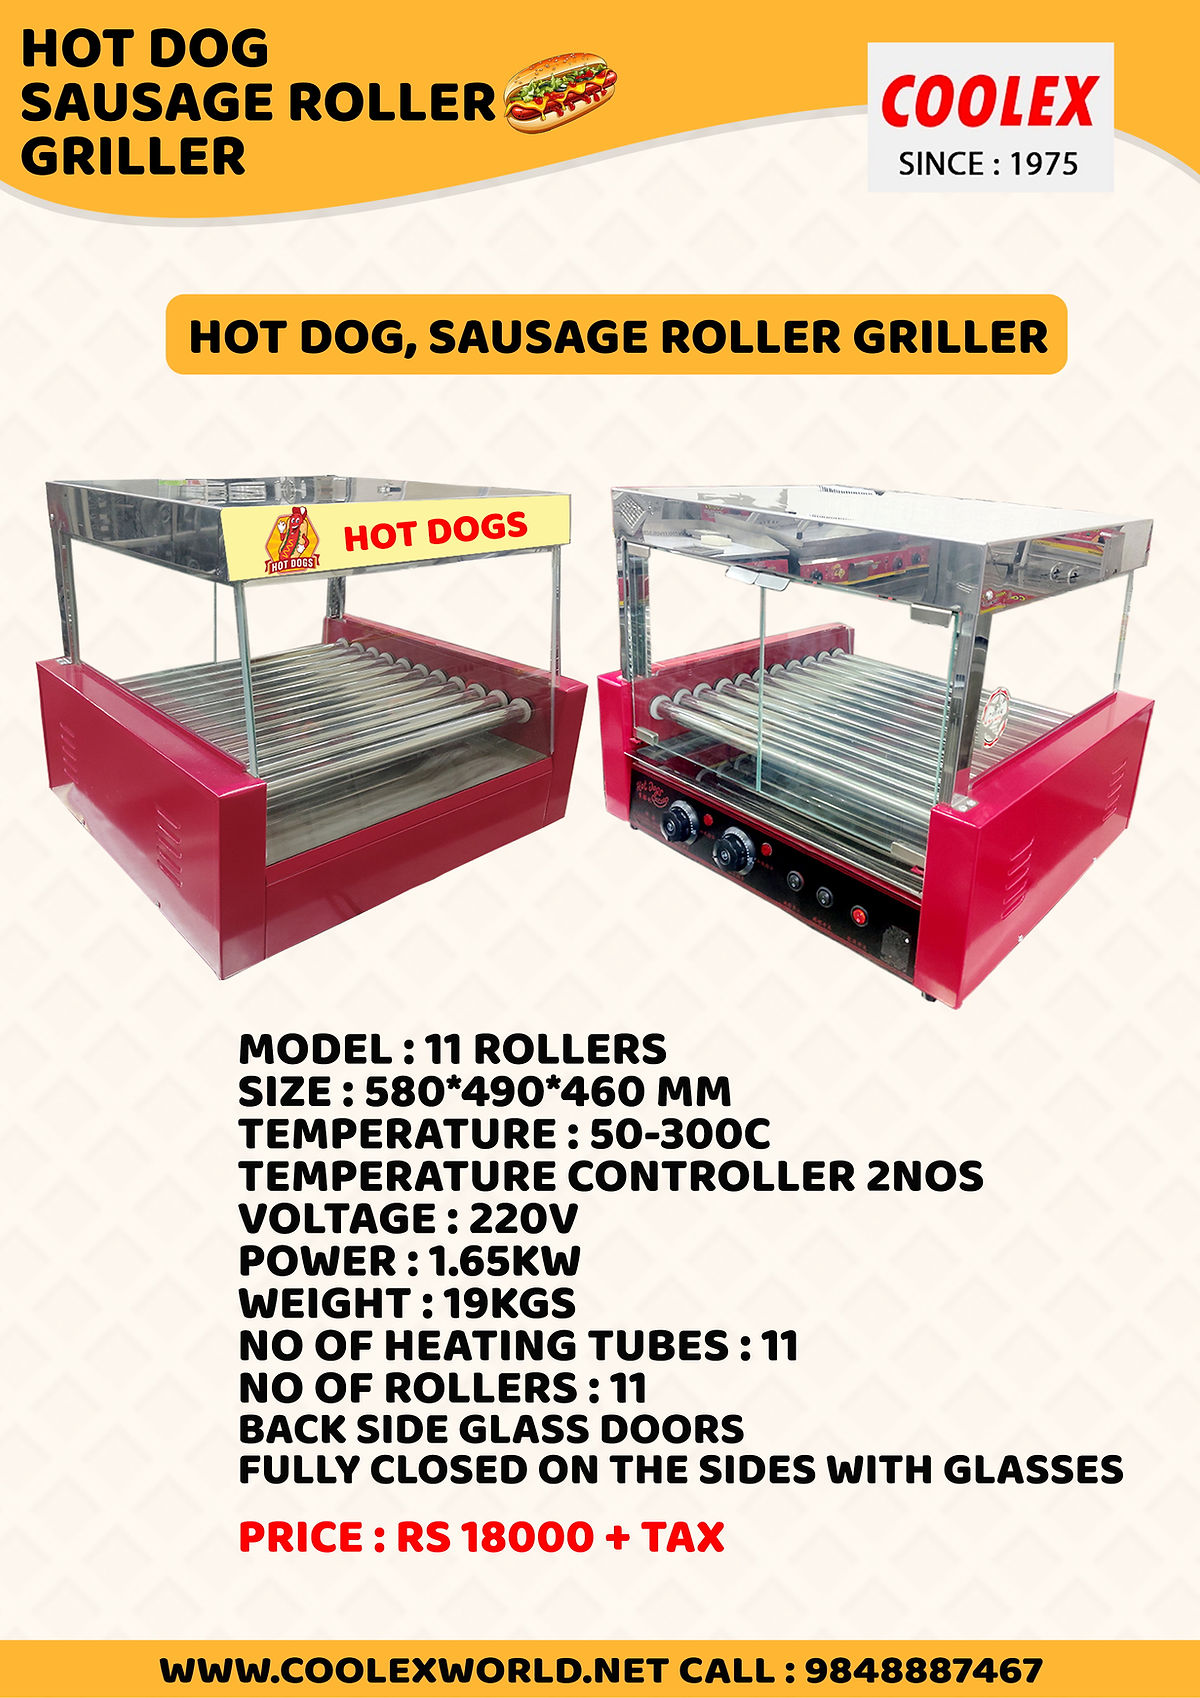 HOT DOG
SAUSAGE ROLLER
GRILLER
COOLEX
SINCE : 1975
HOT DOG, SAUSAGE ROLLER GRILLER
HOT DOGS
HOT DOGS
Hot Dogs
MODEL : 11 ROLLERS
SIZE : 580*490*460 MM
TEMPERATURE : 50-300C
TEMPERATURE CONTROLLER 2NOS
VOLTAGE : 220V
POWER : 1.65KW
WEIGHT : 19KGS
NO OF HEATING TUBES : 11
NO OF ROLLERS : 11
BACK SIDE GLASS DOORS
FULLY CLOSED ON THE SIDES WITH GLASSES
PRICE : RS 18000 + TAX
WWW.COOLEXWORLD.NET CALL : 9848887467